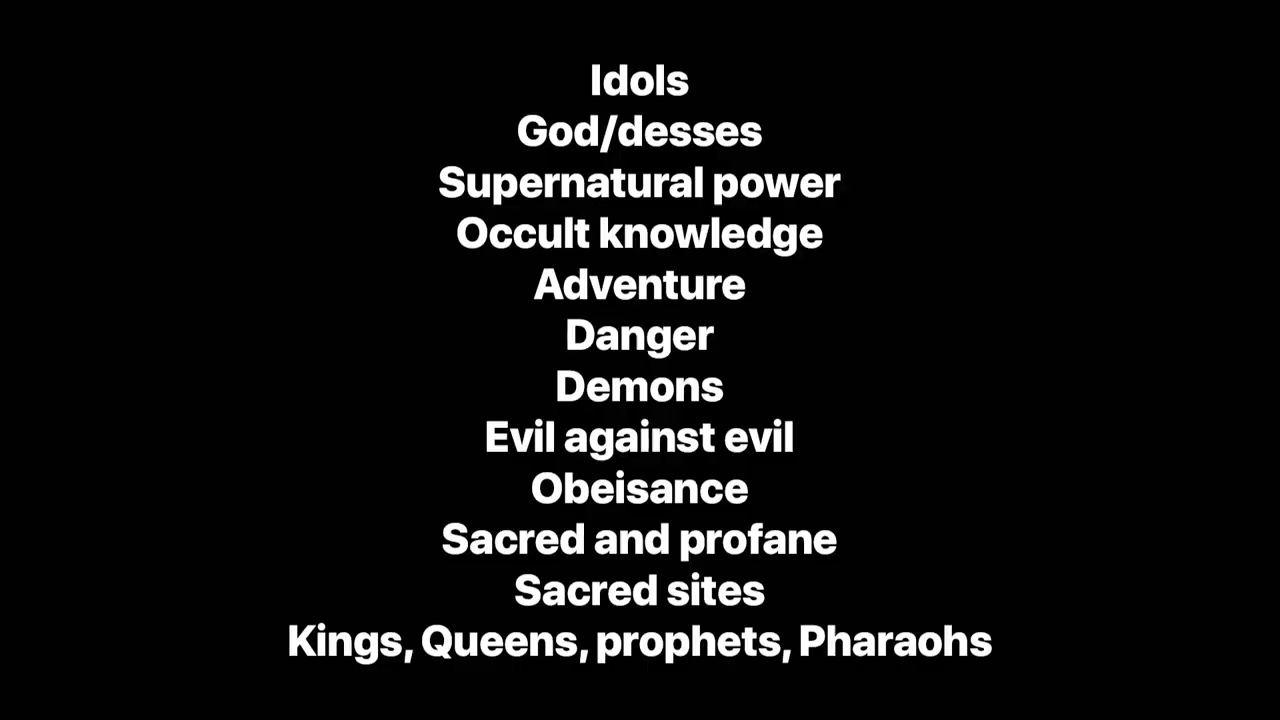 Idols
God/desses
Supernatural power
Occult knowledge
Adventure
Danger
Demons
Evil against evil
Obeisance
Sacred and profane
Sacred sites
Kings, Queens, prophets, Pharaohs